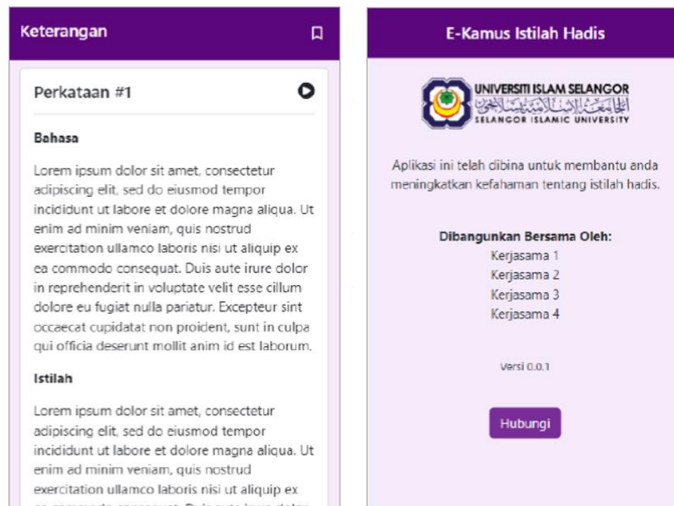 Keterangan
Perkataan #1
Bahasa
Lorem ipsum dolor sit amet, consectetur
adipiscing elit, sed do eiusmod tempor
incididunt ut labore et dolore magna aliqua. Ut
enim ad minim veniam, quis nostrud
exercitation ullamco laboris nisi ut aliquip ex
ea commodo consequat. Duis aute irure dolor
in reprehenderit in voluptate velit esse cillum
dolore eu fugiat nulla pariatur. Excepteur sint
occaecat cupidatat non proident, sunt in culpa
qui officia deserunt mollit anim id est laborum.
Istilah
Lorem ipsum dolor sit amet, consectetur
adipiscing elit, sed do eiusmod tempor
incididunt ut labore et dolore magna aliqua. Ut
enim ad minim veniam, quis nostrud
exercitation ullamco laboris nisi ut aliquip ex
ea commodo consequat. Duis aute irure dolor
E-Kamus Istilah Hadis
UNIVERSITI ISLAM SELANGOR
SELANGOR ISLAMIC UNIVERSITY
Aplikasi ini telah dibina untuk membantu anda
meningkatkan kefahaman tentang istilah hadis.
Dibangunkan Bersama Oleh:
Kerjasama 1
Kerjasama 2
Kerjasama 3
Kerjasama 4
Versi 0.0.1
Hubungi